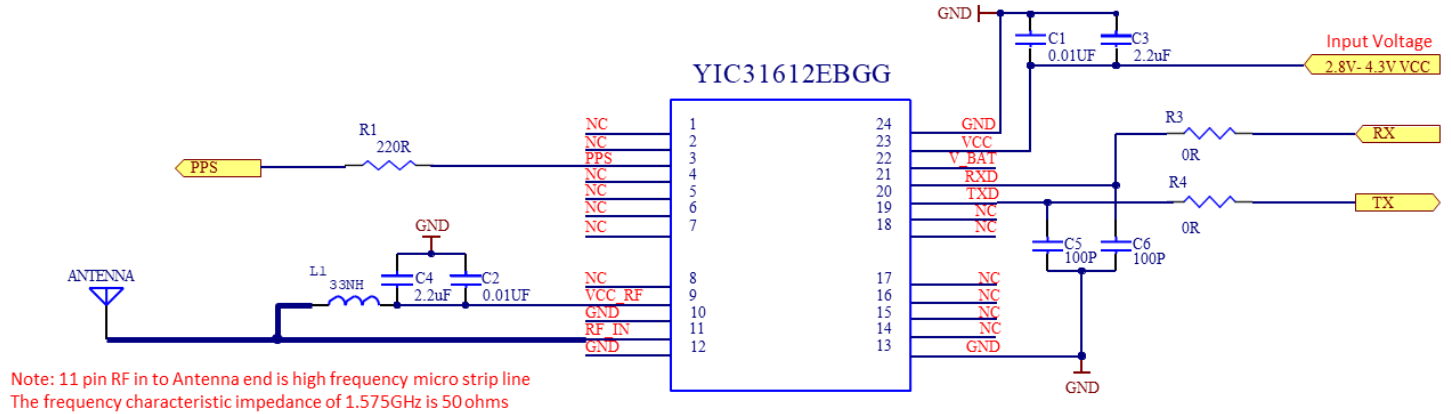 GND
C1
0.01UF
C3
2.2uF
Input Voltage
2.8V- 4.3V VCC
YIC31612EBGG
R1
220R
PPS
NC
1
NC
2
PPS
3
NC
4
NC
5
NC
6
NC
7
NC
8
VCC_RF
9
GND
10
RF_IN
11
GND
12
24
GND
23
VCC
22
V_BAT
21
RXD
20
TXD
19
NC
18
NC
17
NC
16
NC
15
NC
14
NC
13
GND
R3
0R
RX
R4
0R
TX
C5
100P
C6
100P
GND
GND
ANTENNA
L1
33NH
C4
2.2uF
C2
0.01UF
Note: 11 pin RF in to Antenna end is high frequency micro strip line
The frequency characteristic impedance of 1.575GHz is 50 ohms